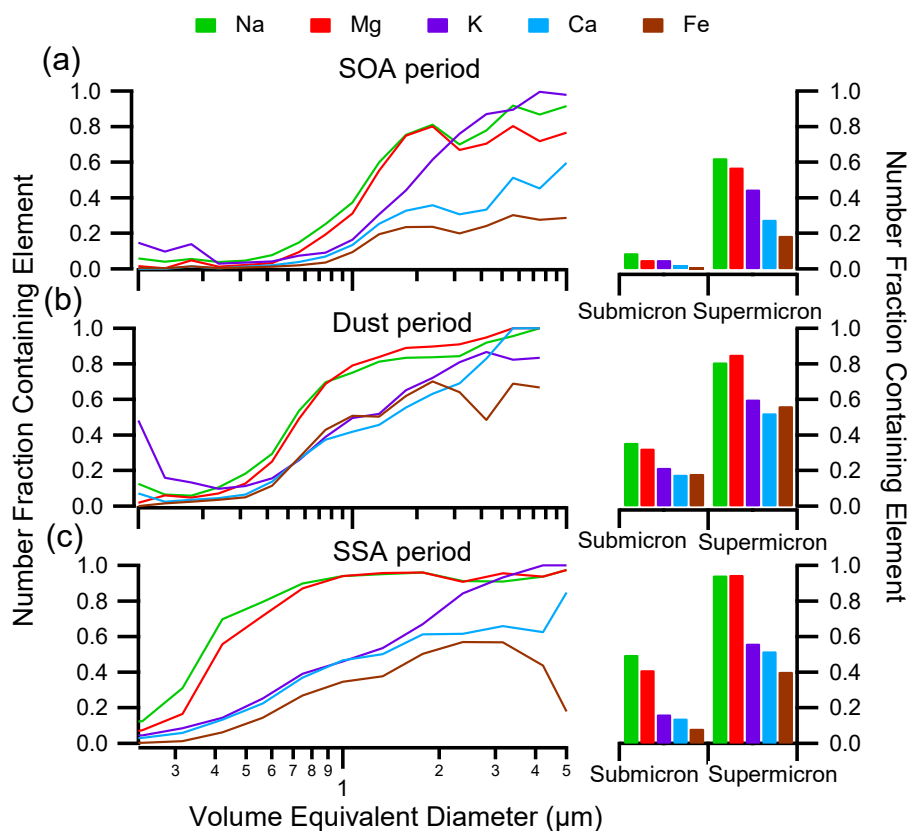 Na Mg K Ca Fe
(a) SOA period
1.0 1.0
0.8 0.8
0.6 0.6
0.4 0.4
0.2 0.2
0.0 0.0
Submicron Supermicron
(b) Dust period
1.0 1.0
0.8 0.8
0.6 0.6
0.4 0.4
0.2 0.2
0.0 0.0
Submicron Supermicron
(c) SSA period
1.0 1.0
0.8 0.8
0.6 0.6
0.4 0.4
0.2 0.2
0.0 0.0
Submicron Supermicron
3 4 5 6 7 8 9 2 3 4 5
1
Volume Equivalent Diameter (μm)
Number Fraction Containing Element
Number Fraction Containing Element